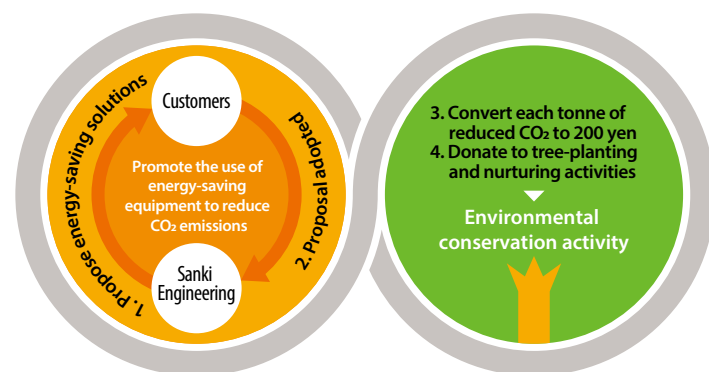 1. Propose energy-saving solutions
Customers
Promote the use of
energy-saving
equipment to reduce
CO₂ emissions
Sanki
Engineering
2. Proposal adopted
3. Convert each tonne of
reduced CO₂ to 200 yen
4. Donate to tree-planting
and nurturing activities
Environmental
conservation activity